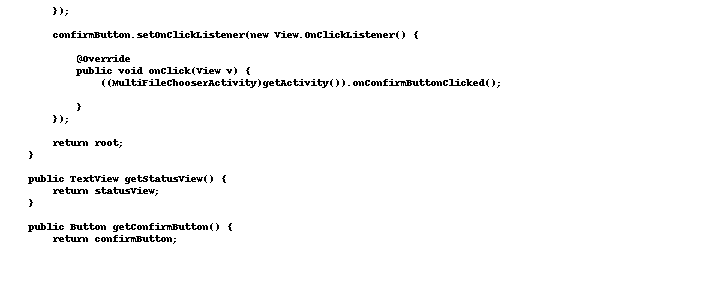 });
confirmButton.setOnClickListener(new View.OnClickListener() {
@Override
public void onClick(View v) {
((MultiFileChooserActivity)getActivity()).onConfirmButtonClicked();
}
});
return root;
}
public TextView getStatusView() {
return statusView;
}
public Button getConfirmButton() {
return confirmButton;